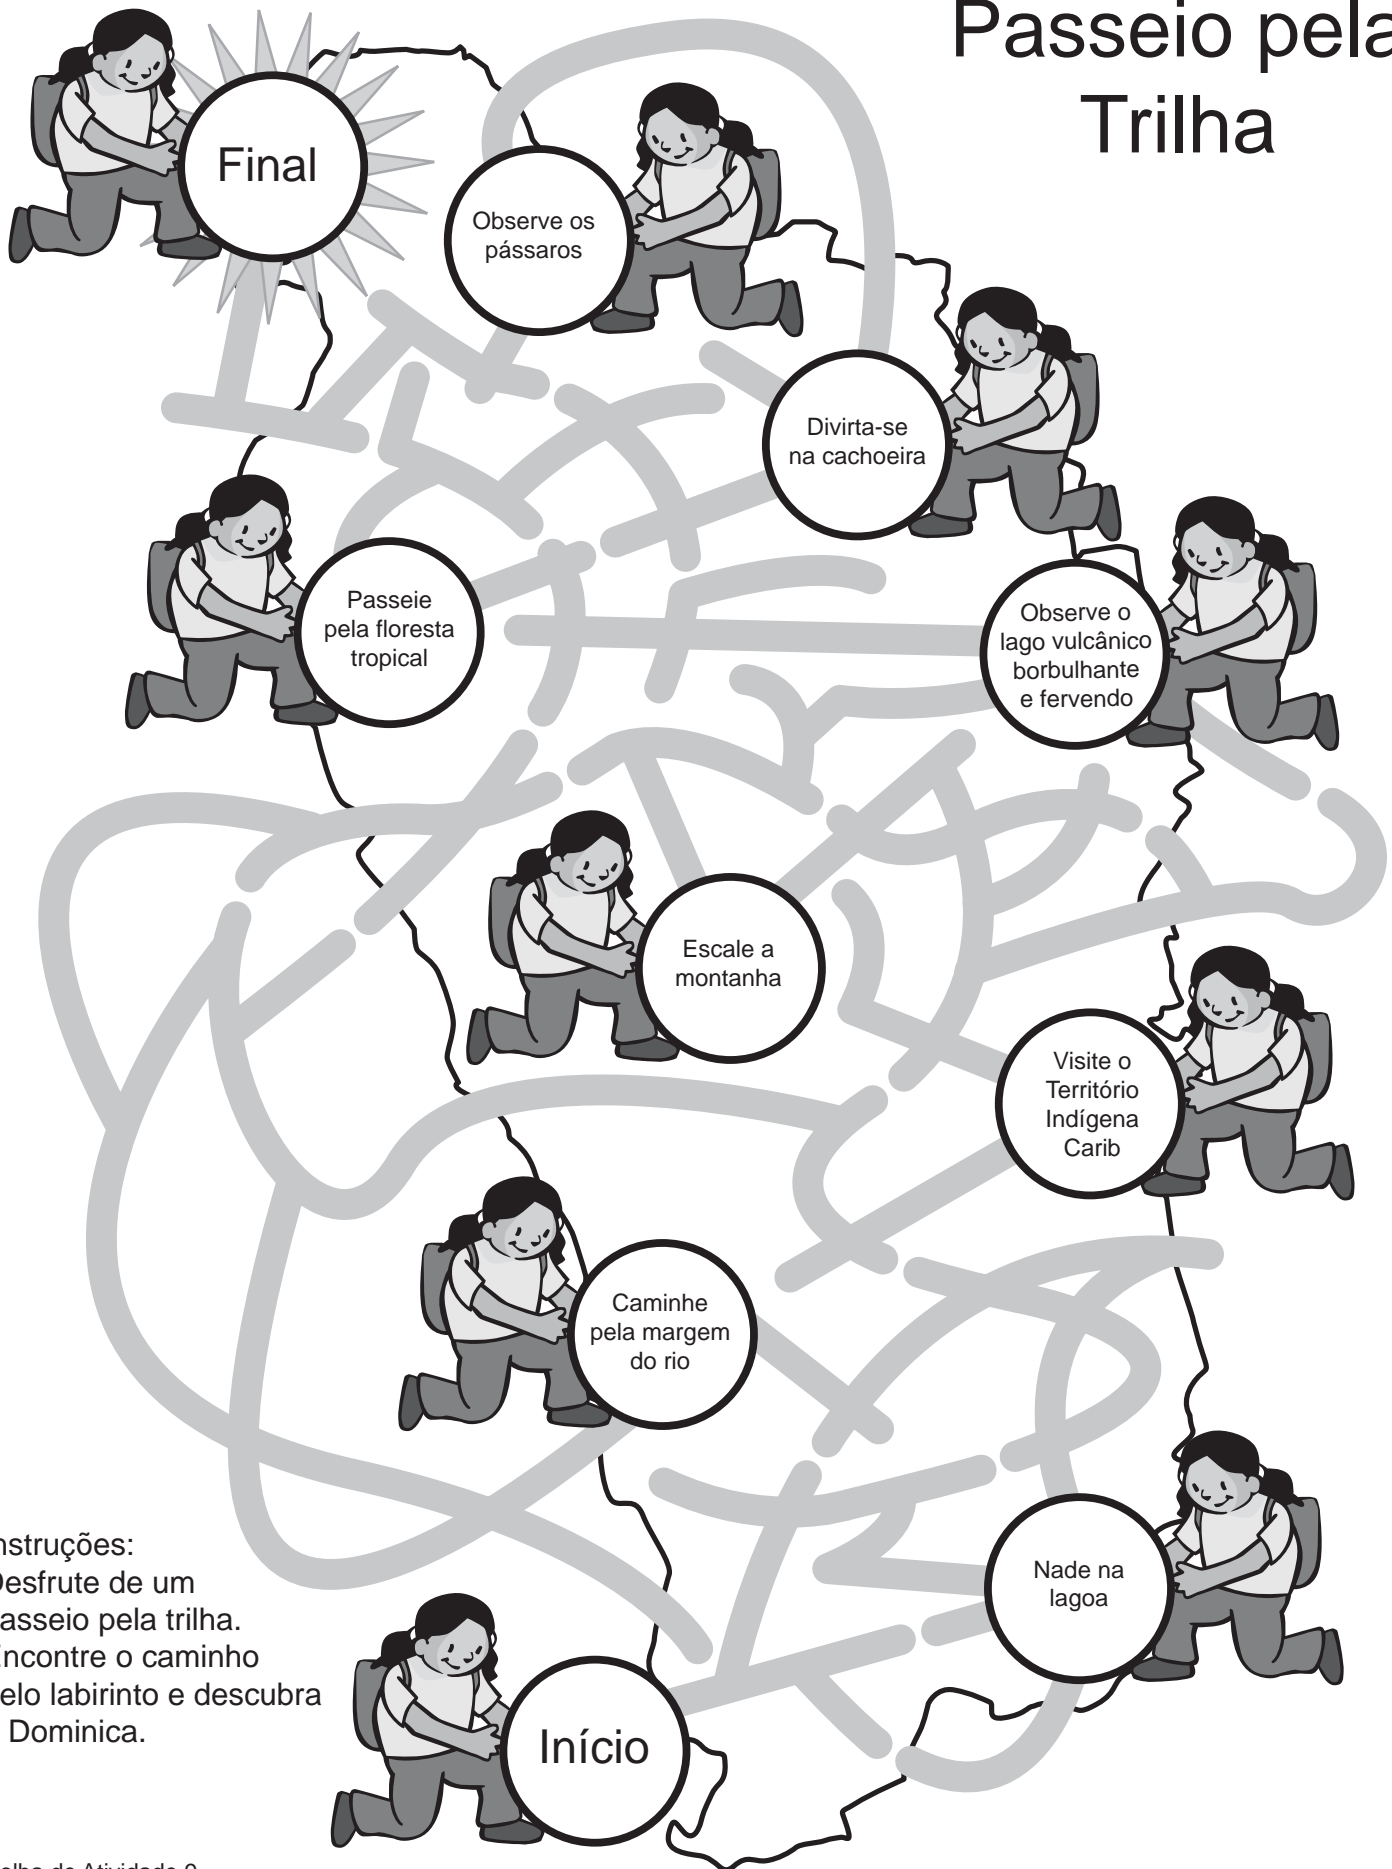 Passeio pela
Trilha
Final
Observe os
pássaros
Divirta-se
na cachoeira
Passeie
pela floresta
tropical
Observe o
lago vulcânico
borbulhante
e fervendo
Escale a
montanha
Visite o
Território
Indígena
Carib
Caminhe
pela margem
do rio
Nade na
lagoa
Início
nstruções:
Desfrute de um
asseio pela trilha.
Encontre o caminho
elo labirinto e descubra
Dominica.